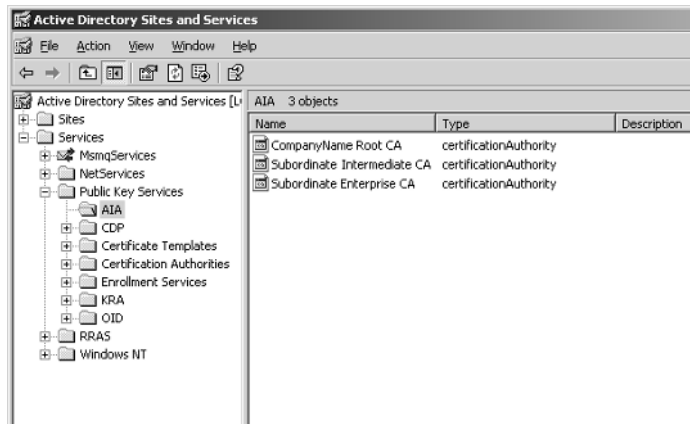 Active Directory Sites and Services
File Action View Window Help
Active Directory Sites and Services [L
Sites
Services
MsmqServices
NetServices
Public Key Services
AIA
CDP
Certificate Templates
Certification Authorities
Enrollment Services
KRA
OID
RRAS
Windows NT
AIA 3 objects
Name Type Description
CompanyName Root CA certificationAuthority
Subordinate Intermediate CA certificationAuthority
Subordinate Enterprise CA certificationAuthority